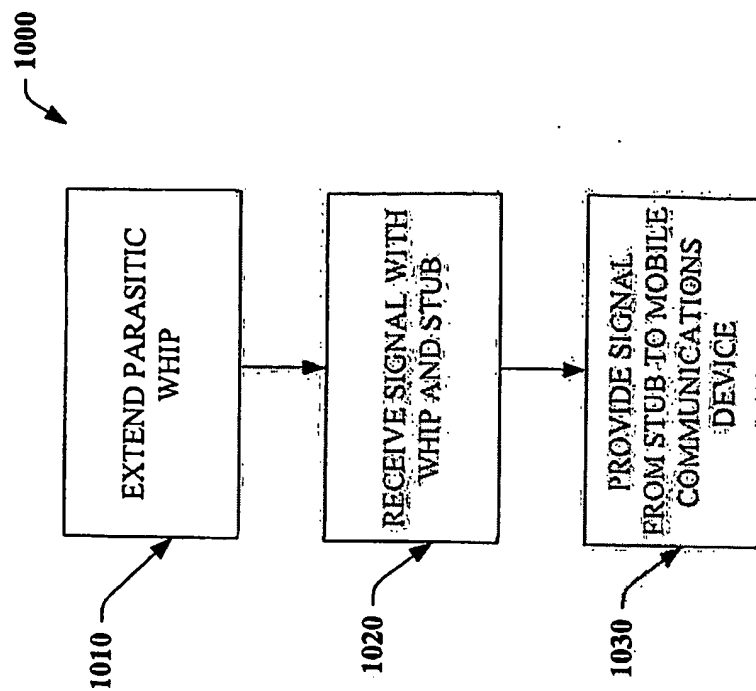 1000
EXTEND PARASITIC
WHIP
1010
RECEIVE SIGNAL WITH
WHIP AND STUB
1020
PROVIDE SIGNAL
FROM STUB TO MOBILE
COMMUNICATIONS
DEVICE
1030